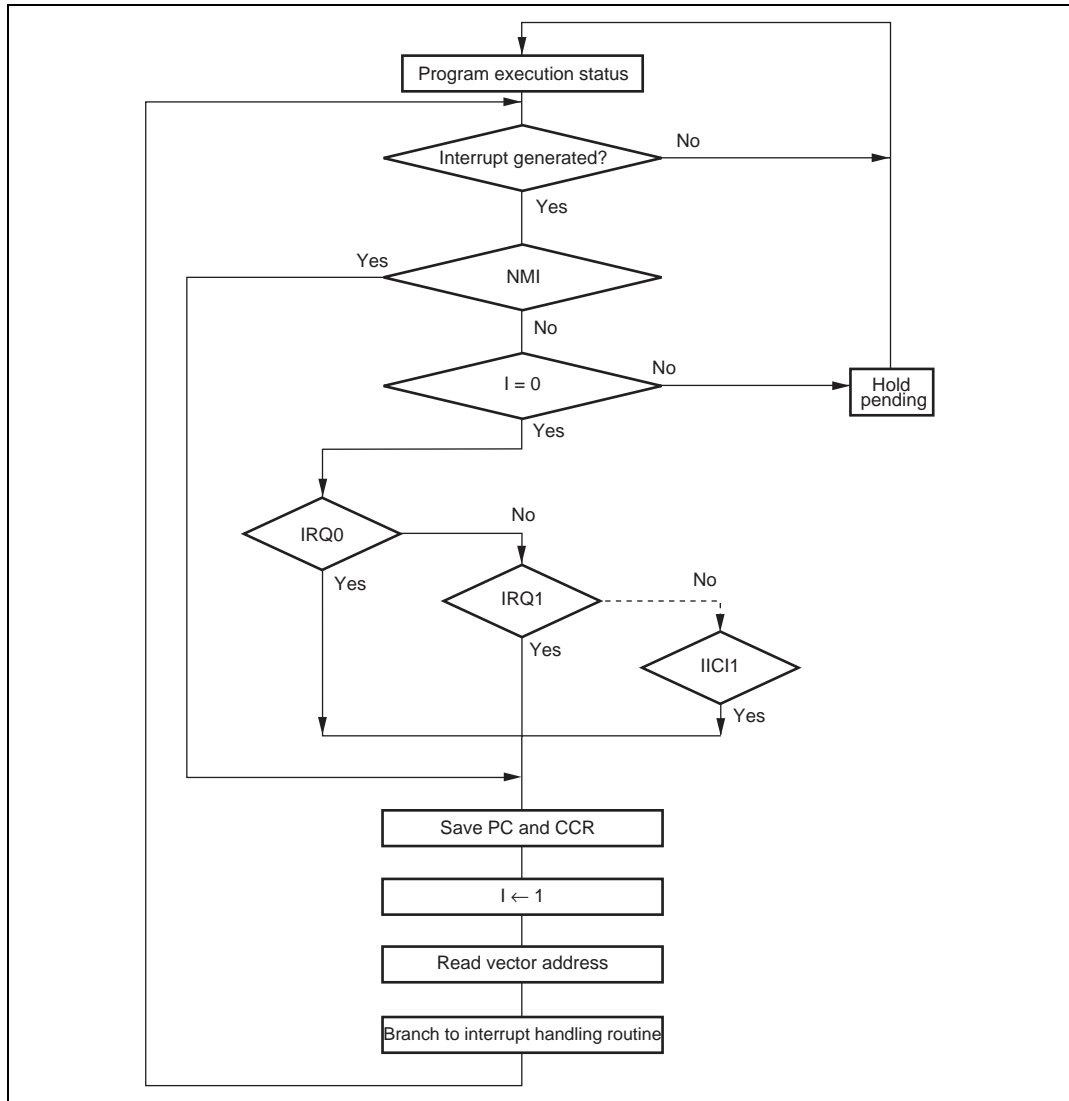 Program execution status
Interrupt generated?
No
Yes
Yes
NMI
No
I = 0
No
Hold
pending
Yes
IRQ0
No
Yes
IRQ1
No
Yes
IICI1
Yes
Save PC and CCR
I ← 1
Read vector address
Branch to interrupt handling routine